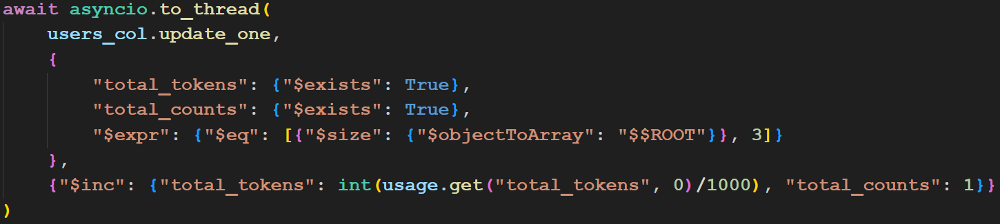 await asyncio.to_thread(
    users_col.update_one,
    {
        "total_tokens": {"$exists": True},
        "total_counts": {"$exists": True},
        "$expr": {"$eq": [{"$size": {"$objectToArray": "$$ROOT"}}, 3]}
    },
    {"$inc": {"total_tokens": int(usage.get("total_tokens", 0)/1000), "total_counts": 1}}
)